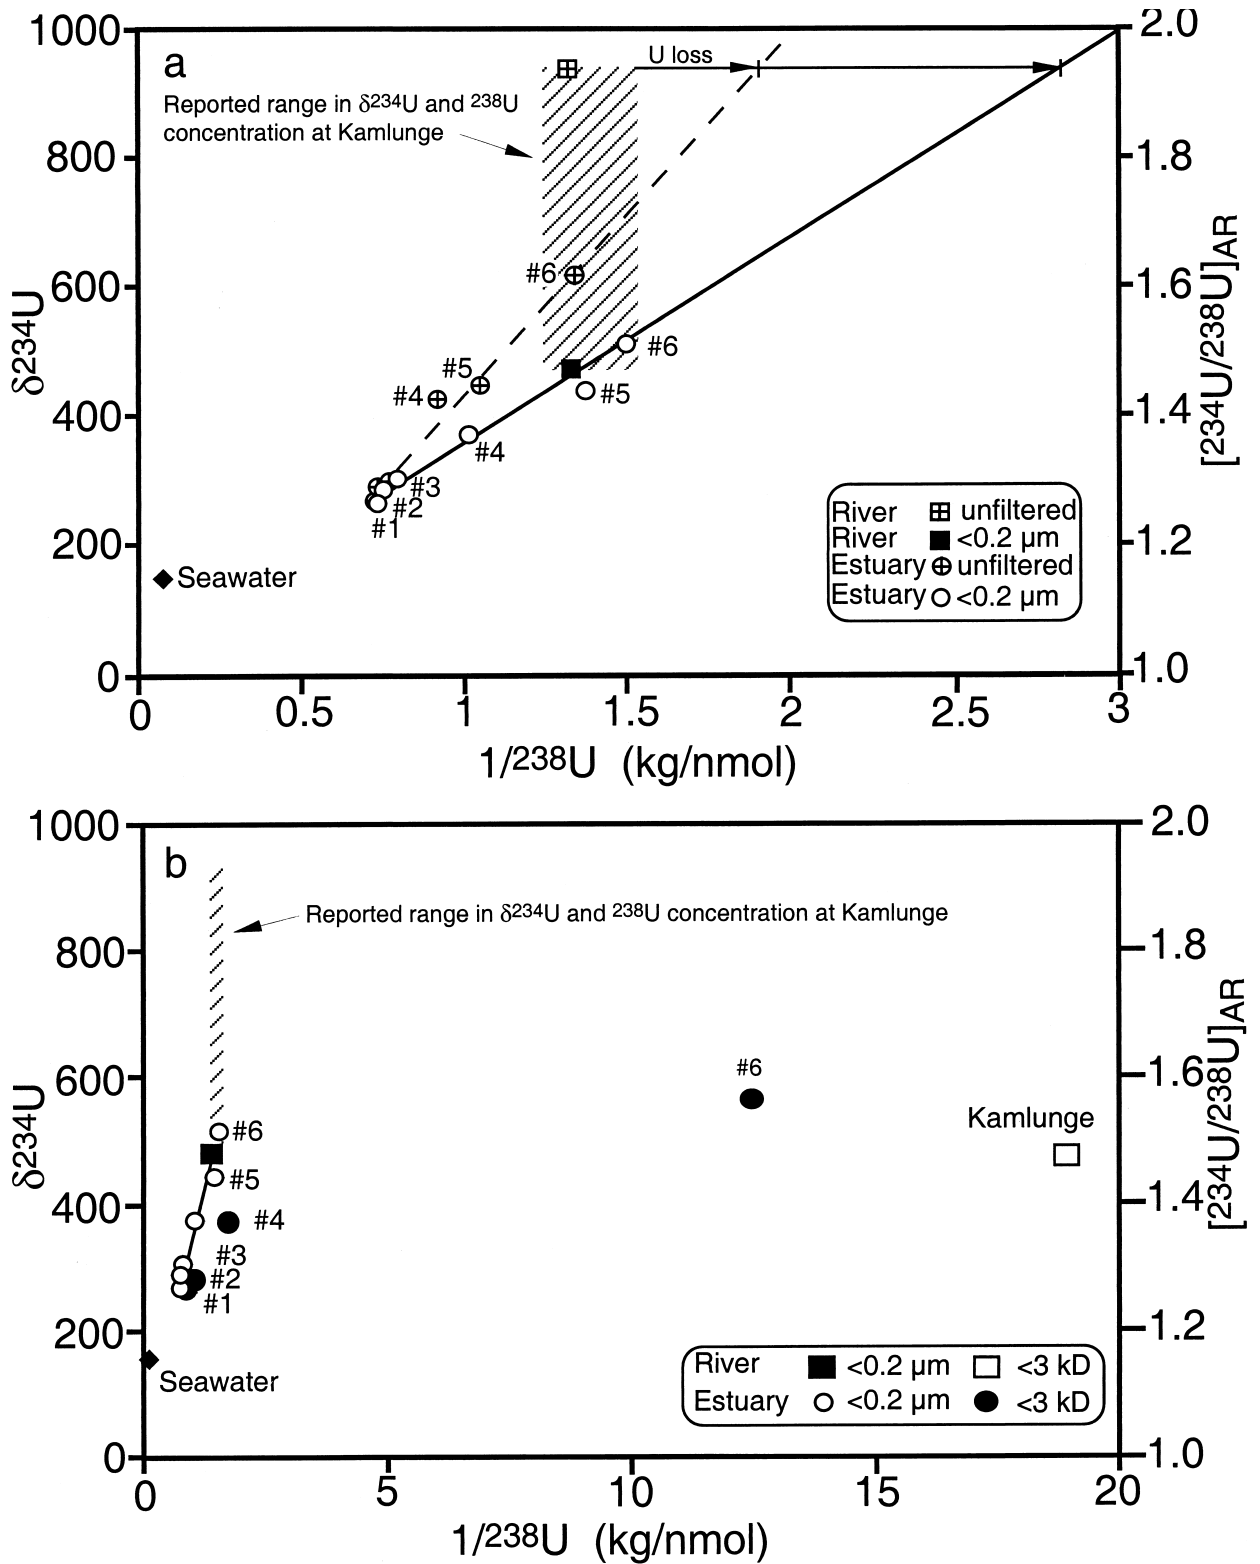 a
1000
800
600
400
200
0
δ234U
2.0
1.8
1.6
1.4
1.2
1.0
[234U/238U]AR
U loss
Reported range in δ234U and 238U
concentration at Kamlunge
#6
#5
#4
#6
#5
#4
#3
#2
#1
Seawater
River unfiltered
River <0.2 µm
Estuary unfiltered
Estuary <0.2 µm
0 0.5 1 1.5 2 2.5 3
1/238U (kg/nmol)
b
1000
800
600
400
200
0
δ234U
2.0
1.8
1.6
1.4
1.2
1.0
[234U/238U]AR
Reported range in δ234U and 238U concentration at Kamlunge
#6
Kamlunge
#6
#5
#4
#3
#2
#1
Seawater
River <0.2 µm <3 kD
Estuary <0.2 µm <3 kD
0 5 10 15 20
1/238U (kg/nmol)